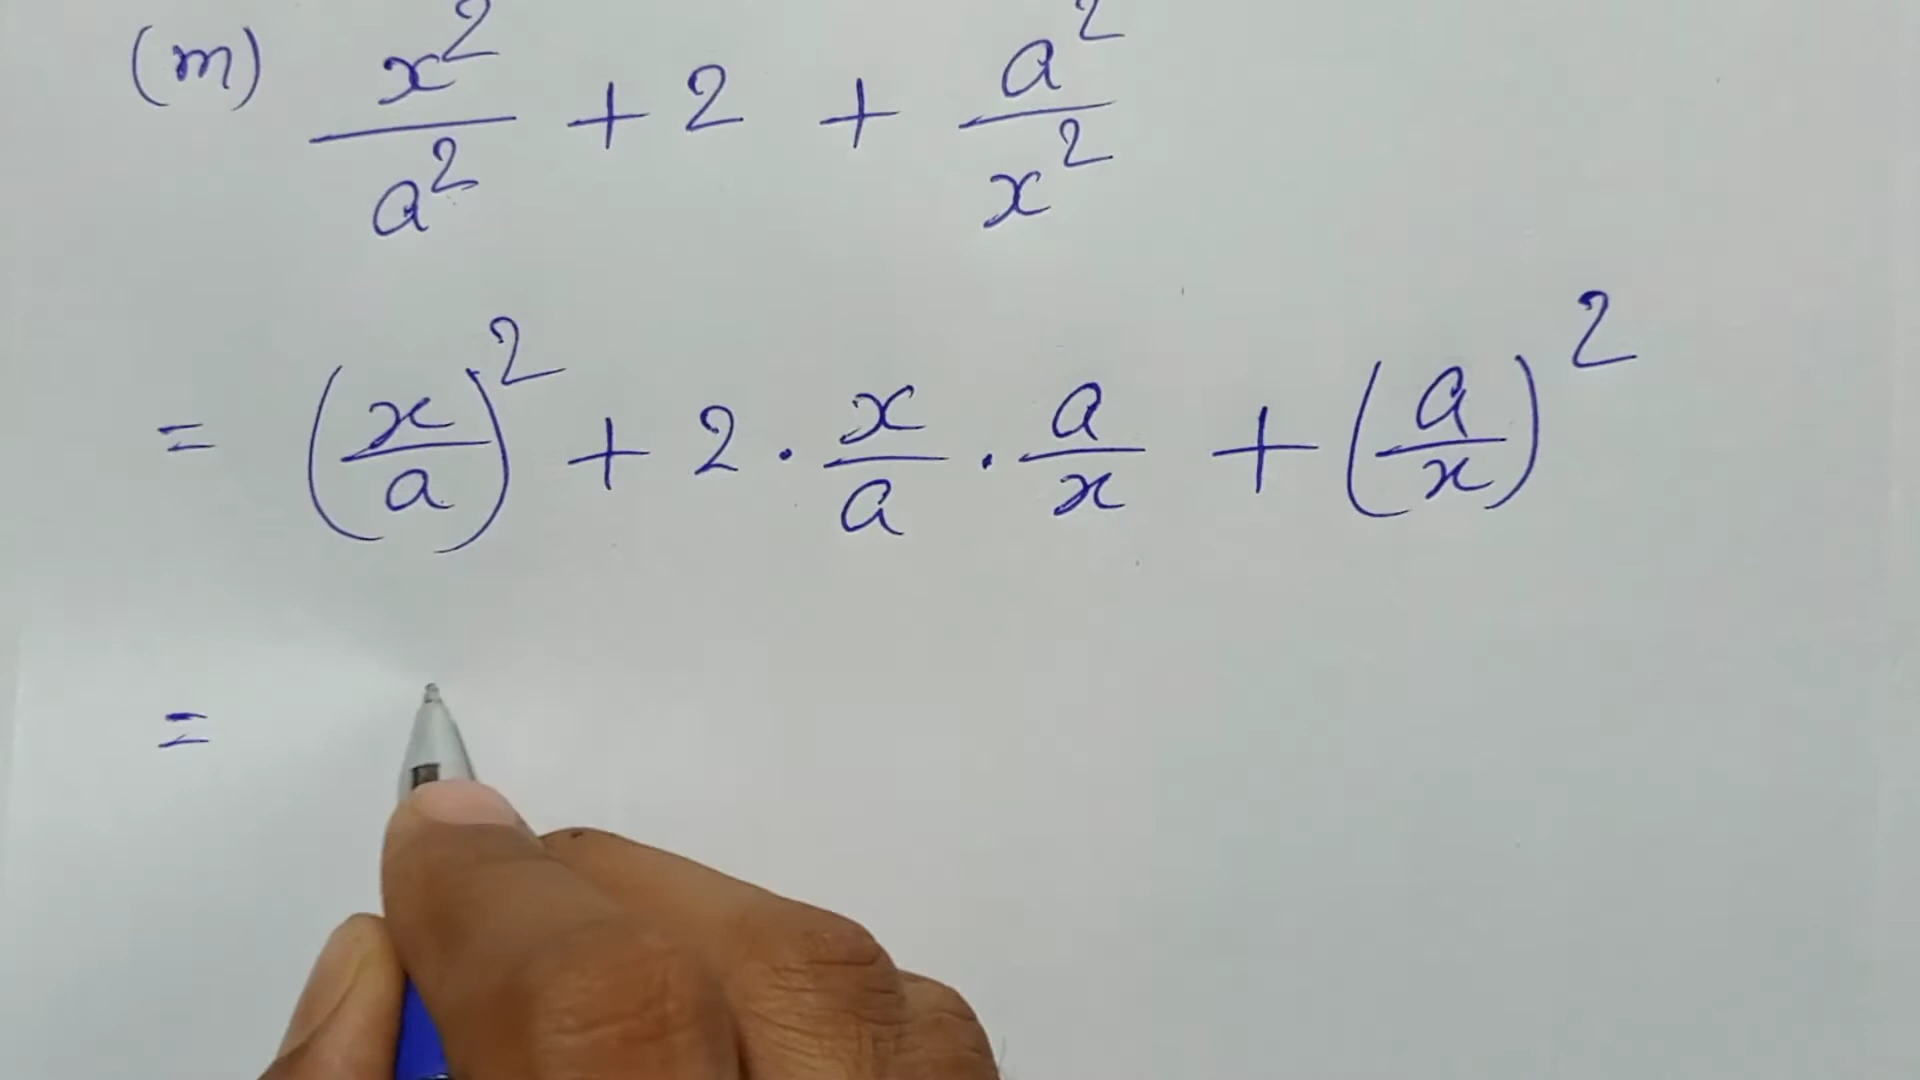 (m) x²/a² + 2 + a²/x²
= (x/a)² + 2 · x/a · a/x + (a/x)²
=